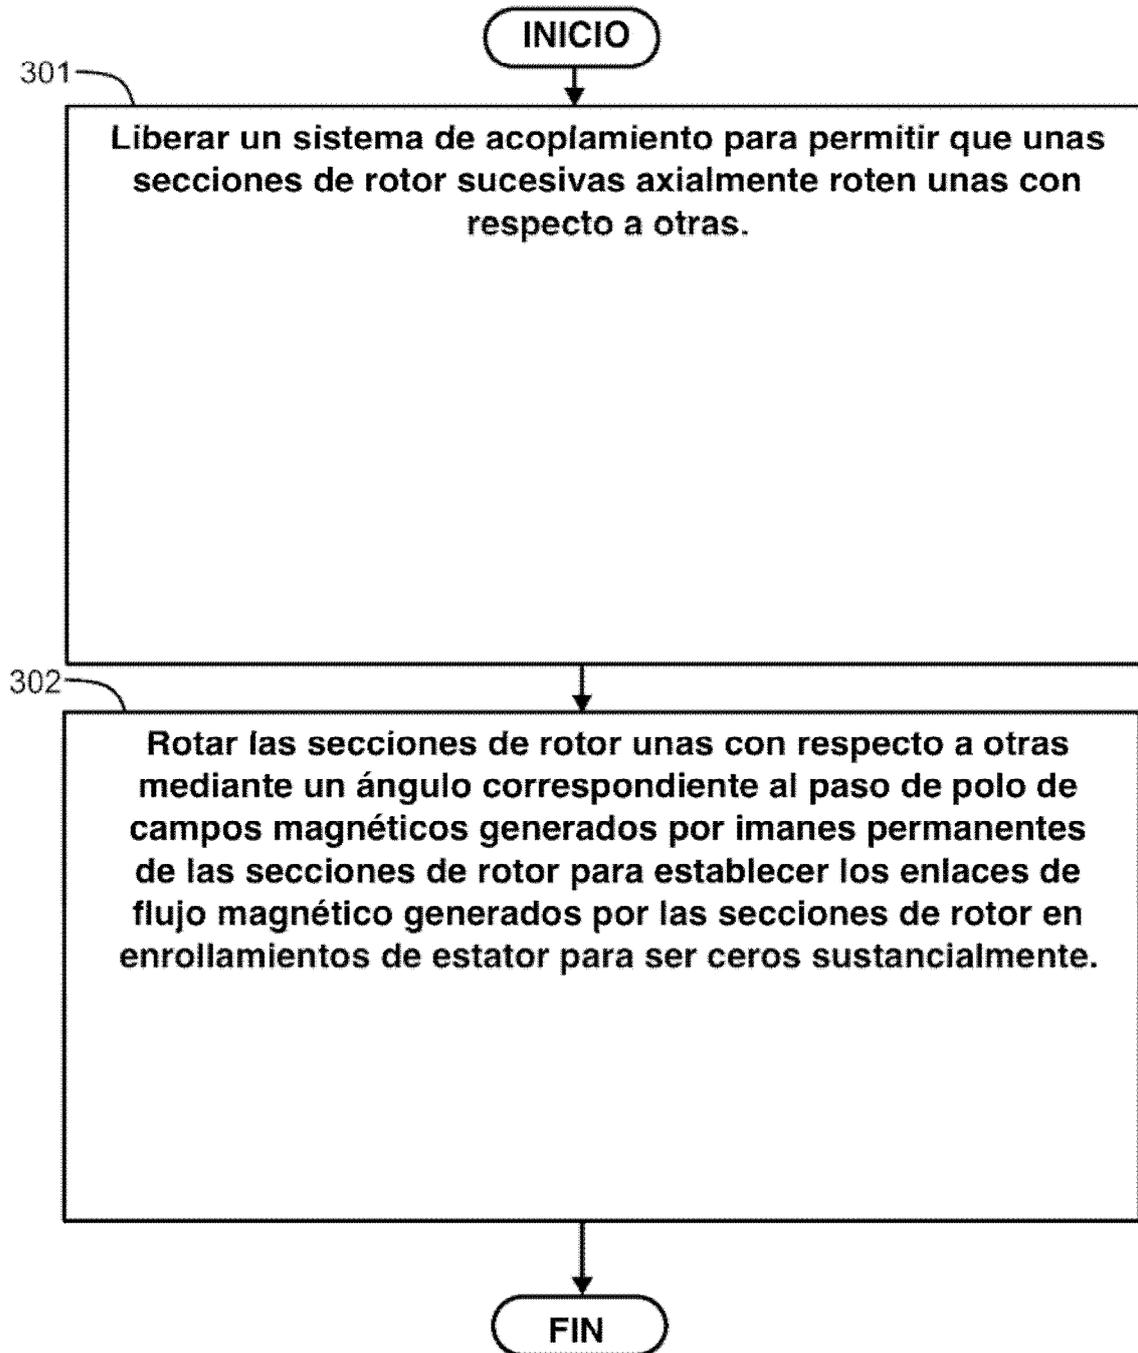 INICIO
301
Liberar un sistema de acoplamiento para permitir que unas
secciones de rotor sucesivas axialmente roten unas con
respecto a otras.
302
Rotar las secciones de rotor unas con respecto a otras
mediante un ángulo correspondiente al paso de polo de
campos magnéticos generados por imanes permanentes
de las secciones de rotor para establecer los enlaces de
flujo magnético generados por las secciones de rotor en
enrollamientos de estator para ser ceros sustancialmente.
FIN